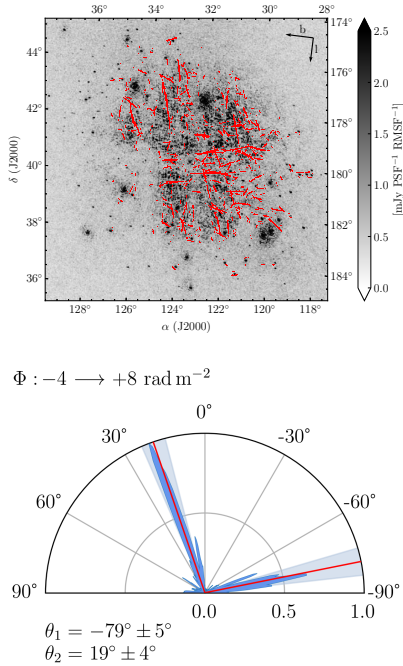 36° 34° 32° 30°
174°
44° 2.5
b
l
176°
42° 2.0
178°
1.5
40° 180°
1.0
38° 182°
0.5
36° 184° 0.0
δ (J2000)
[mJy PSF⁻¹ RMSF⁻¹]
128° 126° 124° 122° 120° 118°
α (J2000)
Φ : −4 ⟶ +8 rad m⁻²
0°
30° -30°
60° -60°
90° -90°
0.0 0.5 1.0
θ₁ = −79° ± 5°
θ₂ = 19° ± 4°